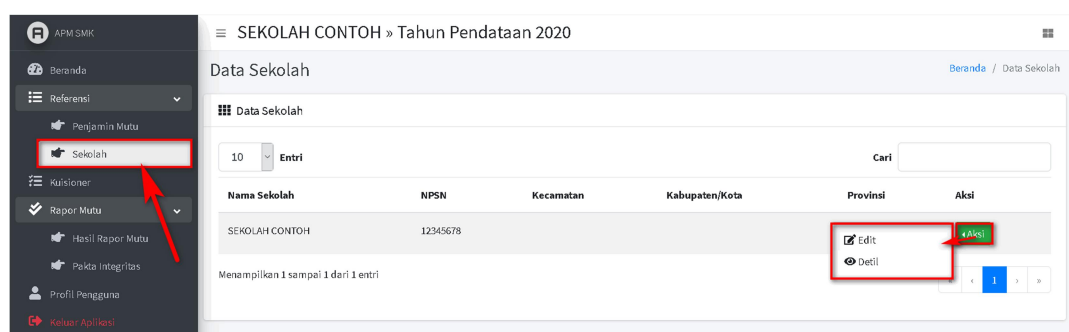 APM SMK
SEKOLAH CONTOH » Tahun Pendataan 2020
Beranda
Referensi
Penjamin Mutu
Sekolah
Kuisioner
Rapor Mutu
Hasil Rapor Mutu
Pakta Integritas
Profil Pengguna
Keluar Aplikasi
Data Sekolah
Beranda / Data Sekolah
Data Sekolah
10 Entri
Cari
Nama Sekolah NPSN Kecamatan Kabupaten/Kota Provinsi Aksi
SEKOLAH CONTOH 12345678 Aksi
Edit
Detil
Menampilkan 1 sampai 1 dari 1 entri
« ‹ 1 › »